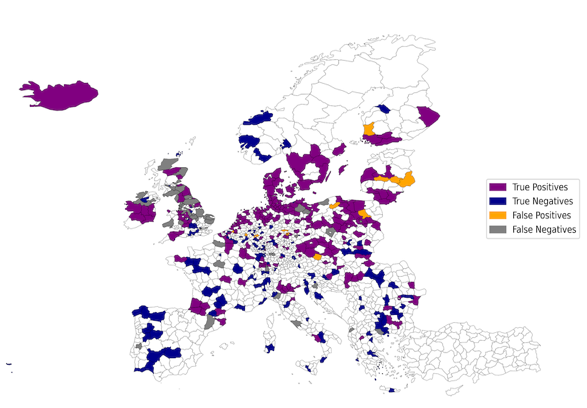 True Positives
True Negatives
False Positives
False Negatives